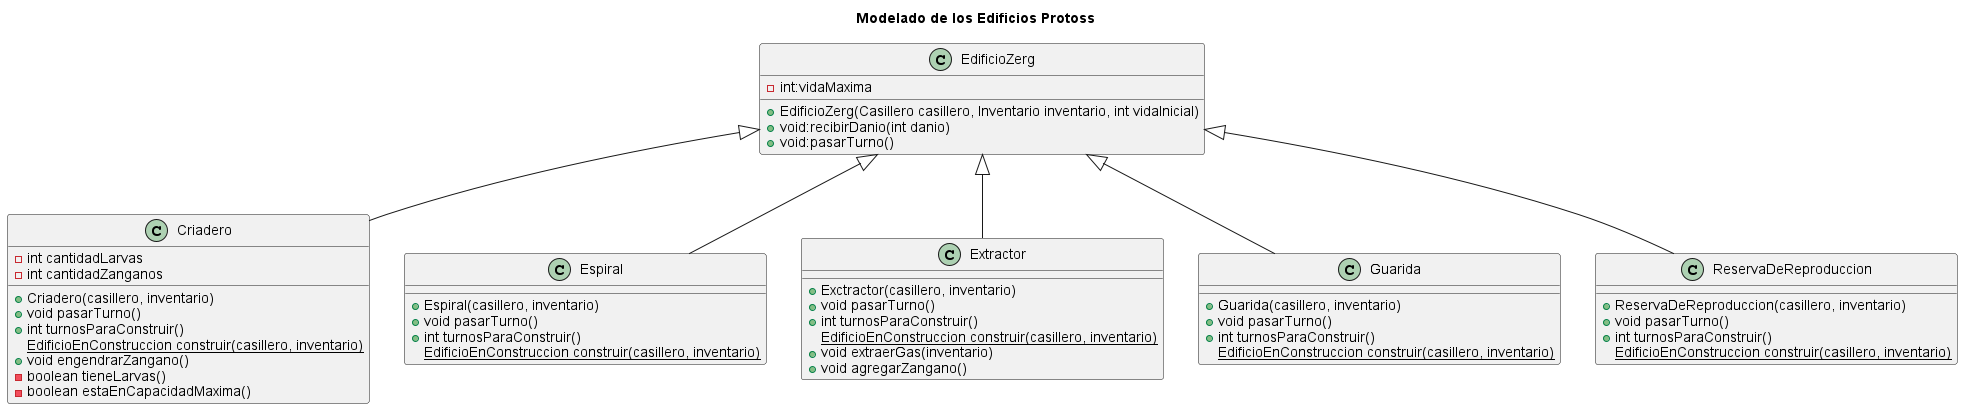 Modelado de los Edificios Protoss
C EdificioZerg
int:vidaMaxima
EdificioZerg(Casillero casillero, Inventario inventario, int vidaInicial)
void:recibirDanio(int danio)
void:pasarTurno()
C Criadero
int cantidadLarvas
int cantidadZanganos
Criadero(casillero, inventario)
void pasarTurno()
int turnosParaConstruir()
EdificioEnConstruccion construir(casillero, inventario)
void engendrarZangano()
boolean tieneLarvas()
boolean estaEnCapacidadMaxima()
C Espiral
Espiral(casillero, inventario)
void pasarTurno()
int turnosParaConstruir()
EdificioEnConstruccion construir(casillero, inventario)
C Extractor
Exctractor(casillero, inventario)
void pasarTurno()
int turnosParaConstruir()
EdificioEnConstruccion construir(casillero, inventario)
void extraerGas(inventario)
void agregarZangano()
C Guarida
Guarida(casillero, inventario)
void pasarTurno()
int turnosParaConstruir()
EdificioEnConstruccion construir(casillero, inventario)
C ReservaDeReproduccion
ReservaDeReproduccion(casillero, inventario)
void pasarTurno()
int turnosParaConstruir()
EdificioEnConstruccion construir(casillero, inventario)